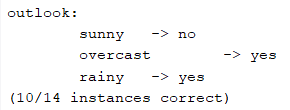 outlook:
sunny -> no
overcast -> yes
rainy -> yes
(10/14 instances correct)